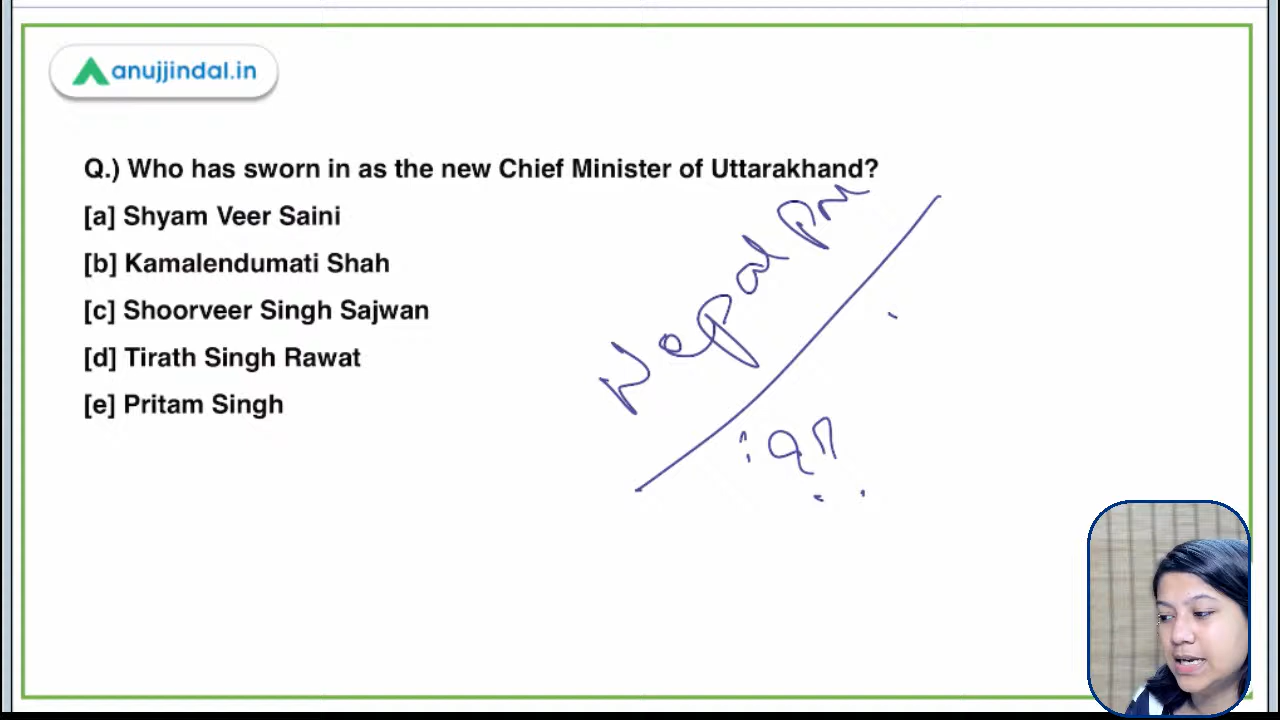 anujjindal.in
Q.) Who has sworn in as the new Chief Minister of Uttarakhand?
[a] Shyam Veer Saini
[b] Kamalendumati Shah
[c] Shoorveer Singh Sajwan
[d] Tirath Singh Rawat
[e] Pritam Singh
Nepal PM